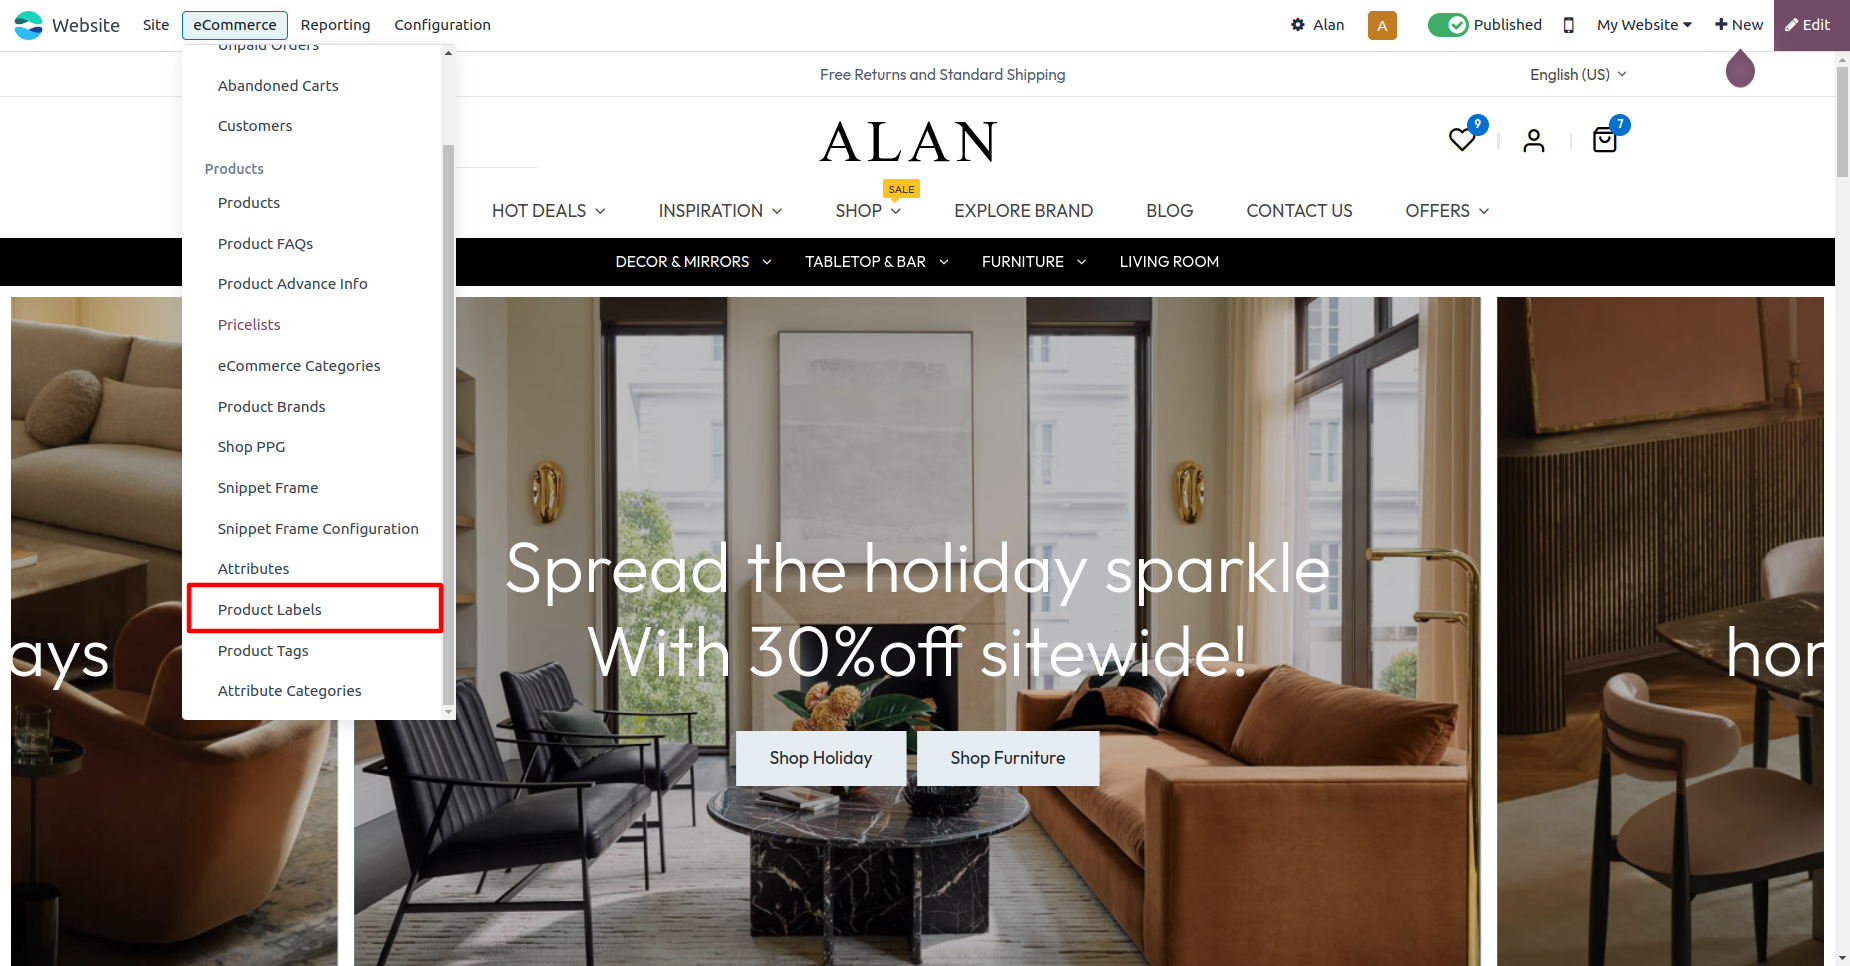 Website Site eCommerce Reporting Configuration Alan A Published My Website New Edit
Unpaid Orders
Abandoned Carts
Customers
Products
Products
Product FAQs
Product Advance Info
Pricelists
eCommerce Categories
Product Brands
Shop PPG
Snippet Frame
Snippet Frame Configuration
Attributes
Product Labels
Product Tags
Attribute Categories
Free Returns and Standard Shipping
English (US)
ALAN
9
7
SALE
HOT DEALS INSPIRATION SHOP EXPLORE BRAND BLOG CONTACT US OFFERS
DECOR & MIRRORS TABLETOP & BAR FURNITURE LIVING ROOM
Spread the holiday sparkle
With 30%off sitewide!
Shop Holiday Shop Furniture
ays
hor